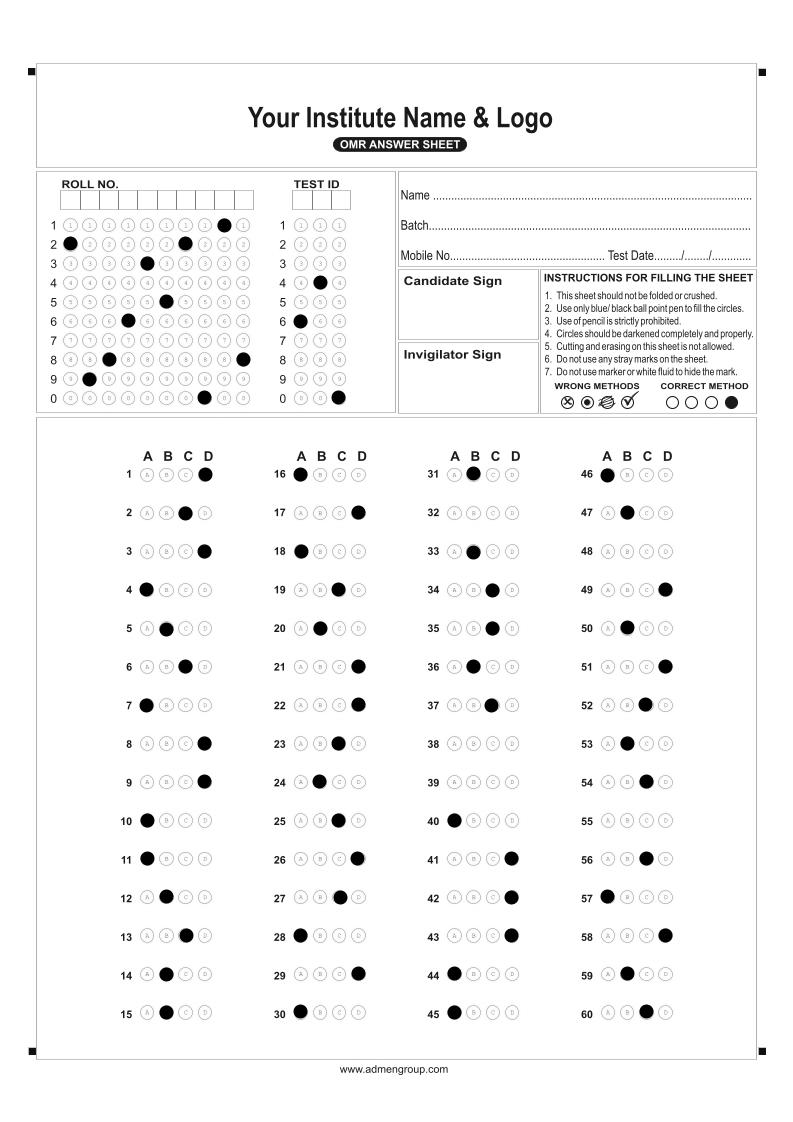 Your Institute Name & Logo
OMR ANSWER SHEET
ROLL NO.
TEST ID
1 1 1 1 1 1 1 1 1 1 1 1 1 1
2 2 2 2 2 2 2 2 2 2 2 2
3 3 3 3 3 3 3 3 3 3 3 3 3
4 4 4 4 4 4 4 4 4 4 4 4 4
5 5 5 5 5 5 5 5 5 5 5 5 5
6 6 6 6 6 6 6 6 6 6 6 6
7 7 7 7 7 7 7 7 7 7 7 7 7 7
8 8 8 8 8 8 8 8 8 8 8 8
9 9 9 9 9 9 9 9 9 9 9 9 9
0 0 0 0 0 0 0 0 0 0 0 0
Name ....................................................................................
Batch.....................................................................................
Mobile No......................................... Test Date......../......../............
Candidate Sign
Invigilator Sign
INSTRUCTIONS FOR FILLING THE SHEET
1. This sheet should not be folded or crushed.
2. Use only blue/ black ball point pen to fill the circles.
3. Use of pencil is strictly prohibited.
4. Circles should be darkened completely and properly.
5. Cutting and erasing on this sheet is not allowed.
6. Do not use any stray marks on the sheet.
7. Do not use marker or white fluid to hide the mark.
WRONG METHODS CORRECT METHOD
A B C D
1 A B C
2 A B D
3 A B C
4 B C D
5 A C D
6 A B D
7 B C D
8 A B C
9 A B C
10 B C D
11 B C D
12 A C D
13 A B D
14 A C D
15 A C D
A B C D
16 B C D
17 A B C
18 B C D
19 A B D
20 A C D
21 A B C
22 A B C
23 A B D
24 A C D
25 A B D
26 A B C
27 A B D
28 B C D
29 A B C
30 B C D
A B C D
31 A C D
32 A B C D
33 A C D
34 A B D
35 A B D
36 A C D
37 A B D
38 A B C D
39 A B C D
40 B C D
41 A B C
42 A B C
43 A B C
44 B C D
45 B C D
A B C D
46 B C D
47 A C D
48 A B C D
49 A B C
50 A C D
51 A B C
52 A B D
53 A C D
54 A B D
55 A B C D
56 A B D
57 B C D
58 A B C
59 A C D
60 A B D
www.admengroup.com